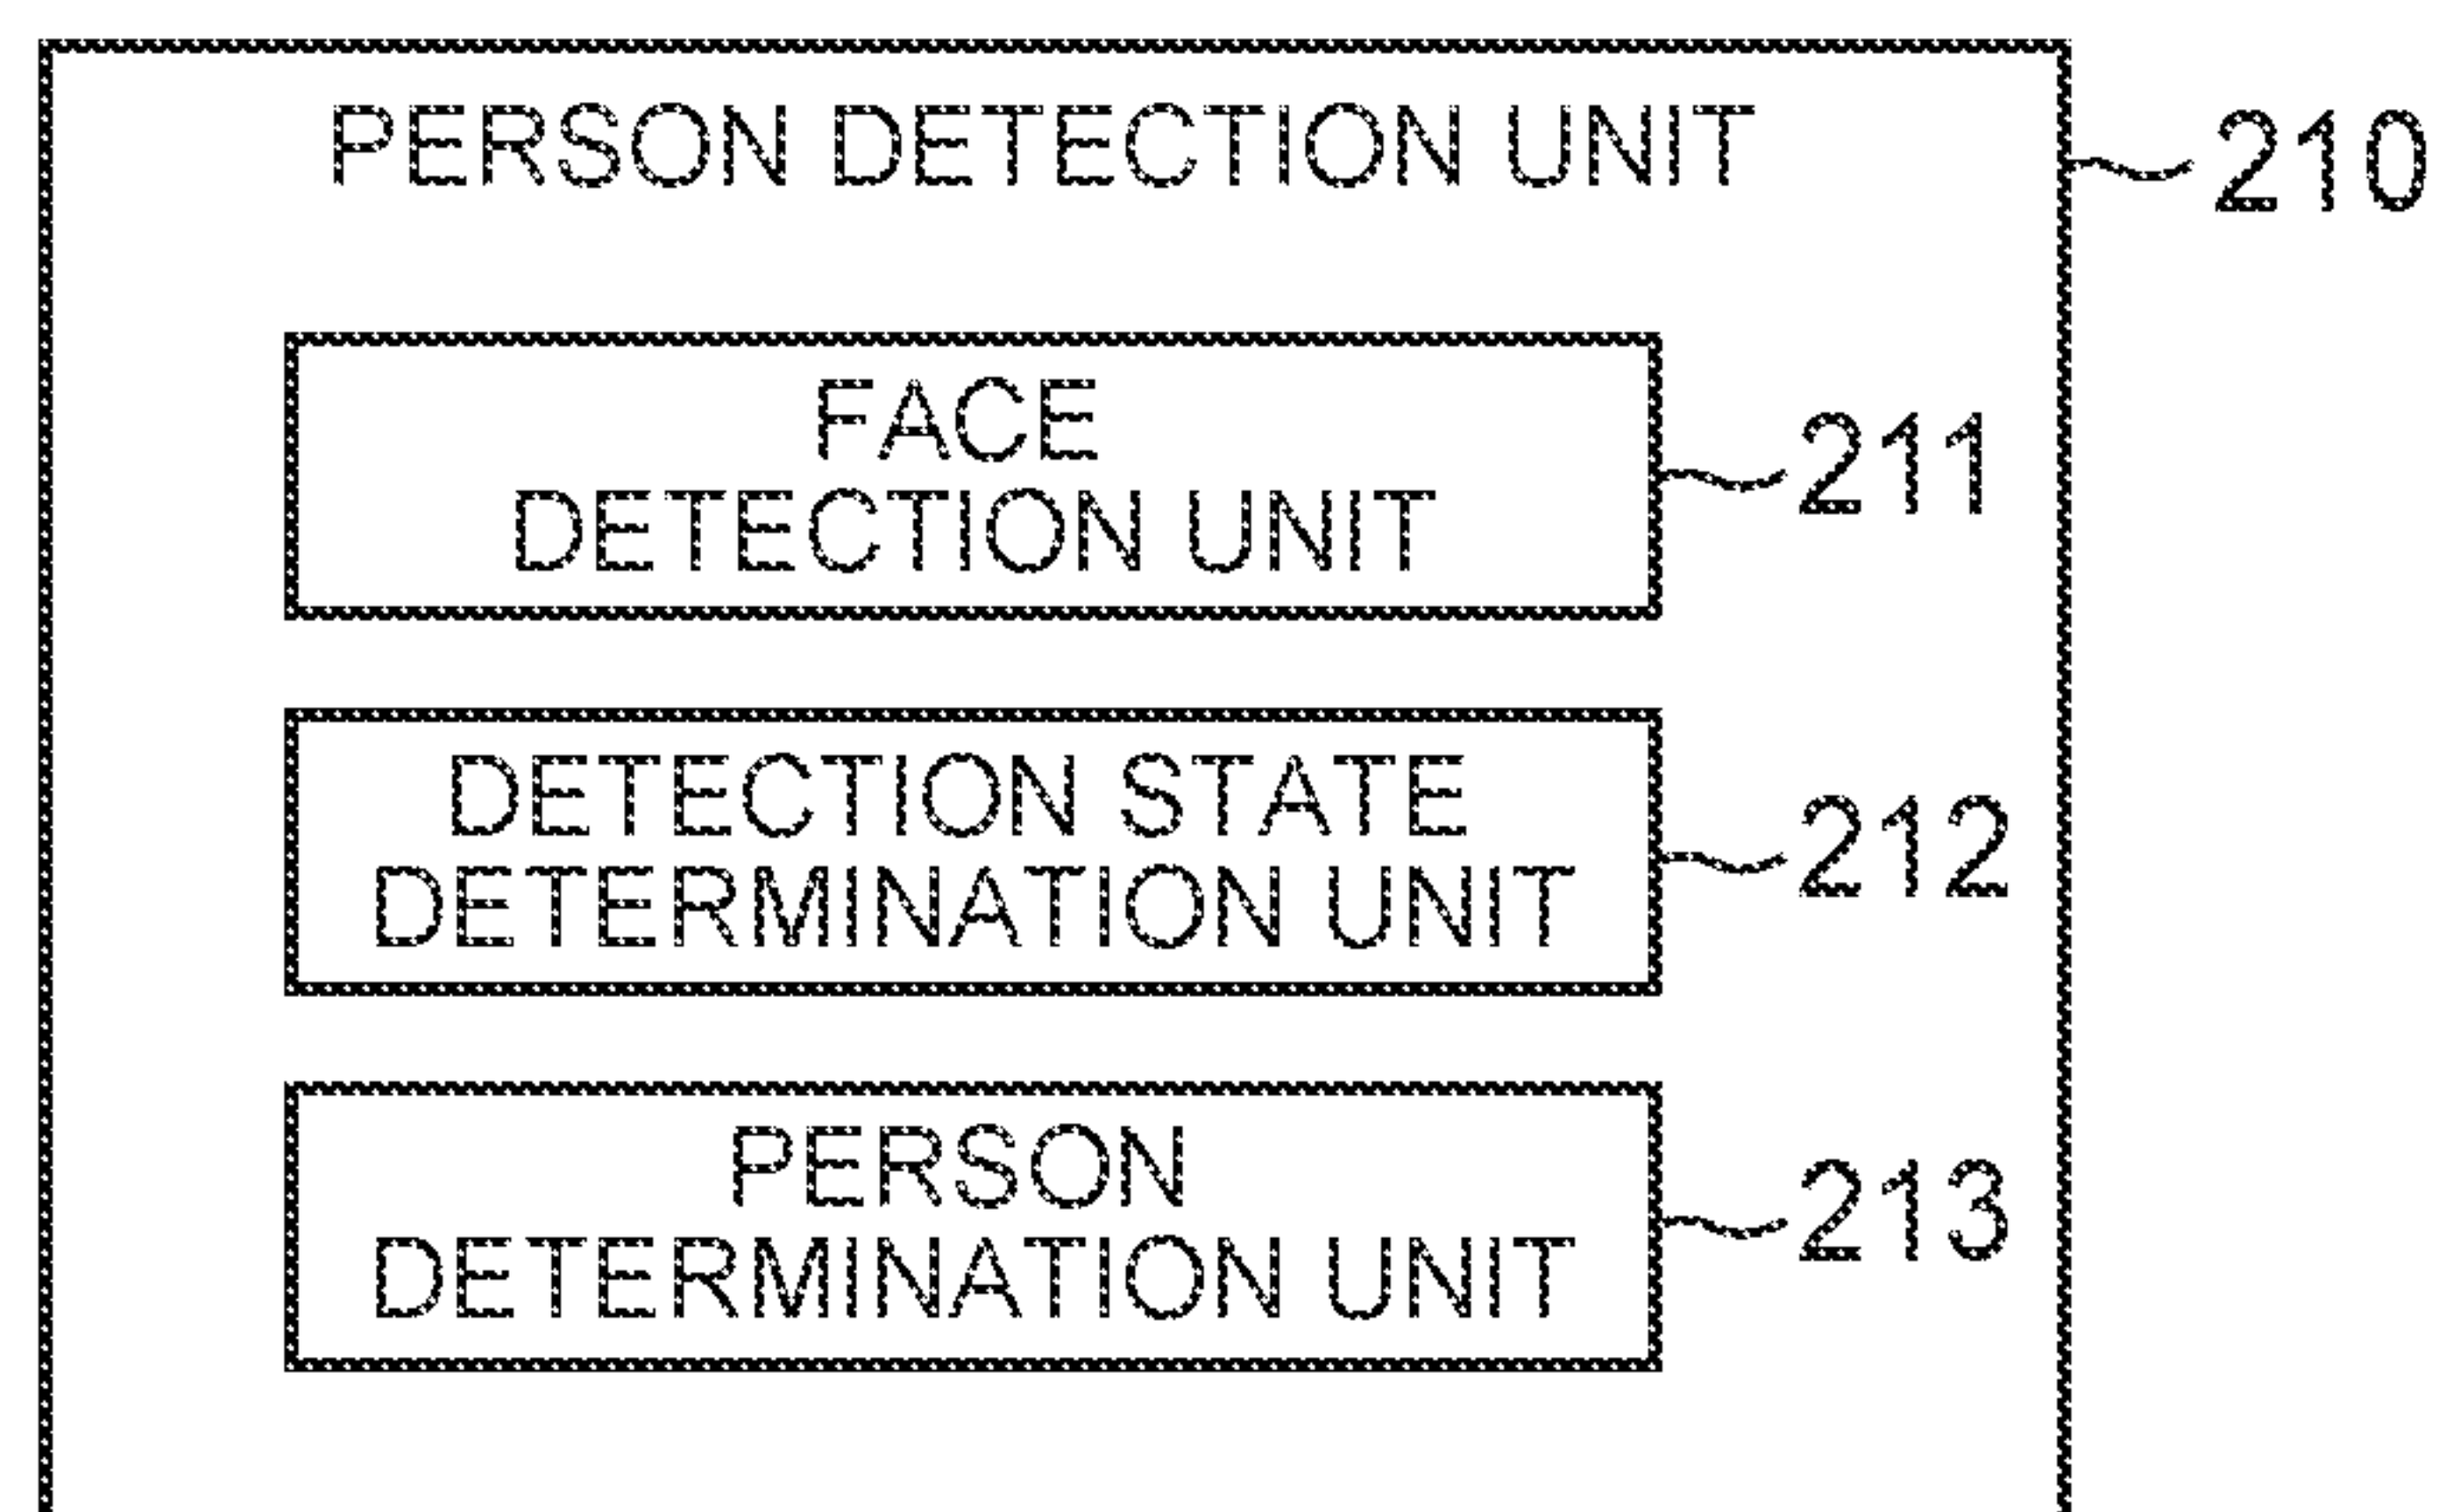 PERSON DETECTION UNIT
210
FACE
DETECTION UNIT
211
DETECTION STATE
DETERMINATION UNIT
212
PERSON
DETERMINATION UNIT
213